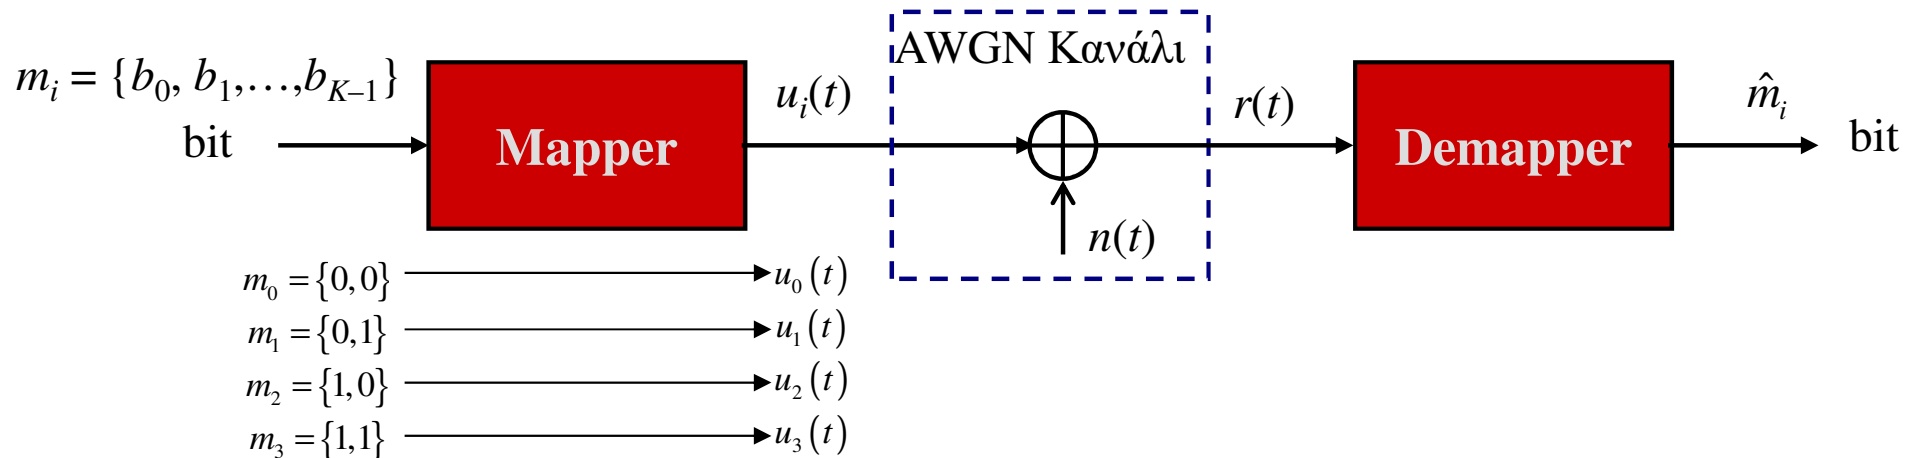 AWGN Κανάλι
m_i = {b_0, b_1,…,b_{K–1}}
u_i(t)
r(t)
m̂_i
bit
Mapper
Demapper
bit
n(t)
m_0 = {0,0}
u_0(t)
m_1 = {0,1}
u_1(t)
m_2 = {1,0}
u_2(t)
m_3 = {1,1}
u_3(t)